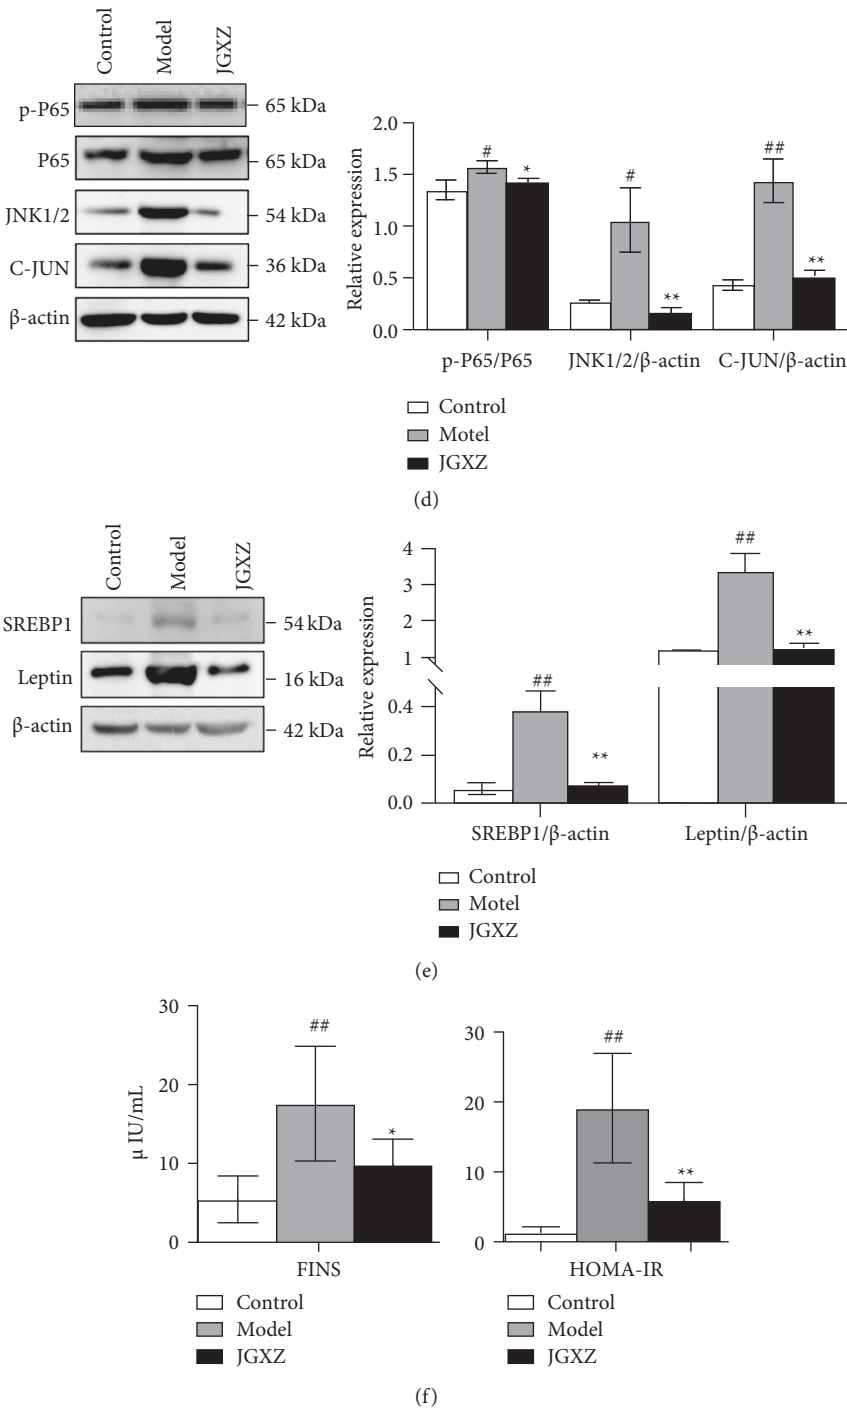 Control
Model
JGXZ
p-P65
65 kDa
P65
65 kDa
JNK1/2
54 kDa
C-JUN
36 kDa
β-actin
42 kDa
Relative expression
2.0
1.5
1.0
0.5
0.0
#
*
#
**
##
**
p-P65/P65
JNK1/2/β-actin
C-JUN/β-actin
Control
Motel
JGXZ
(d)
Control
Model
JGXZ
SREBP1
54 kDa
Leptin
16 kDa
β-actin
42 kDa
Relative expression
4
3
2
1
0.4
0.2
0.0
##
**
##
**
SREBP1/β-actin
Leptin/β-actin
Control
Motel
JGXZ
(e)
μ IU/mL
30
20
10
0
##
*
FINS
Control
Model
JGXZ
30
20
10
0
##
**
HOMA-IR
Control
Model
JGXZ
(f)